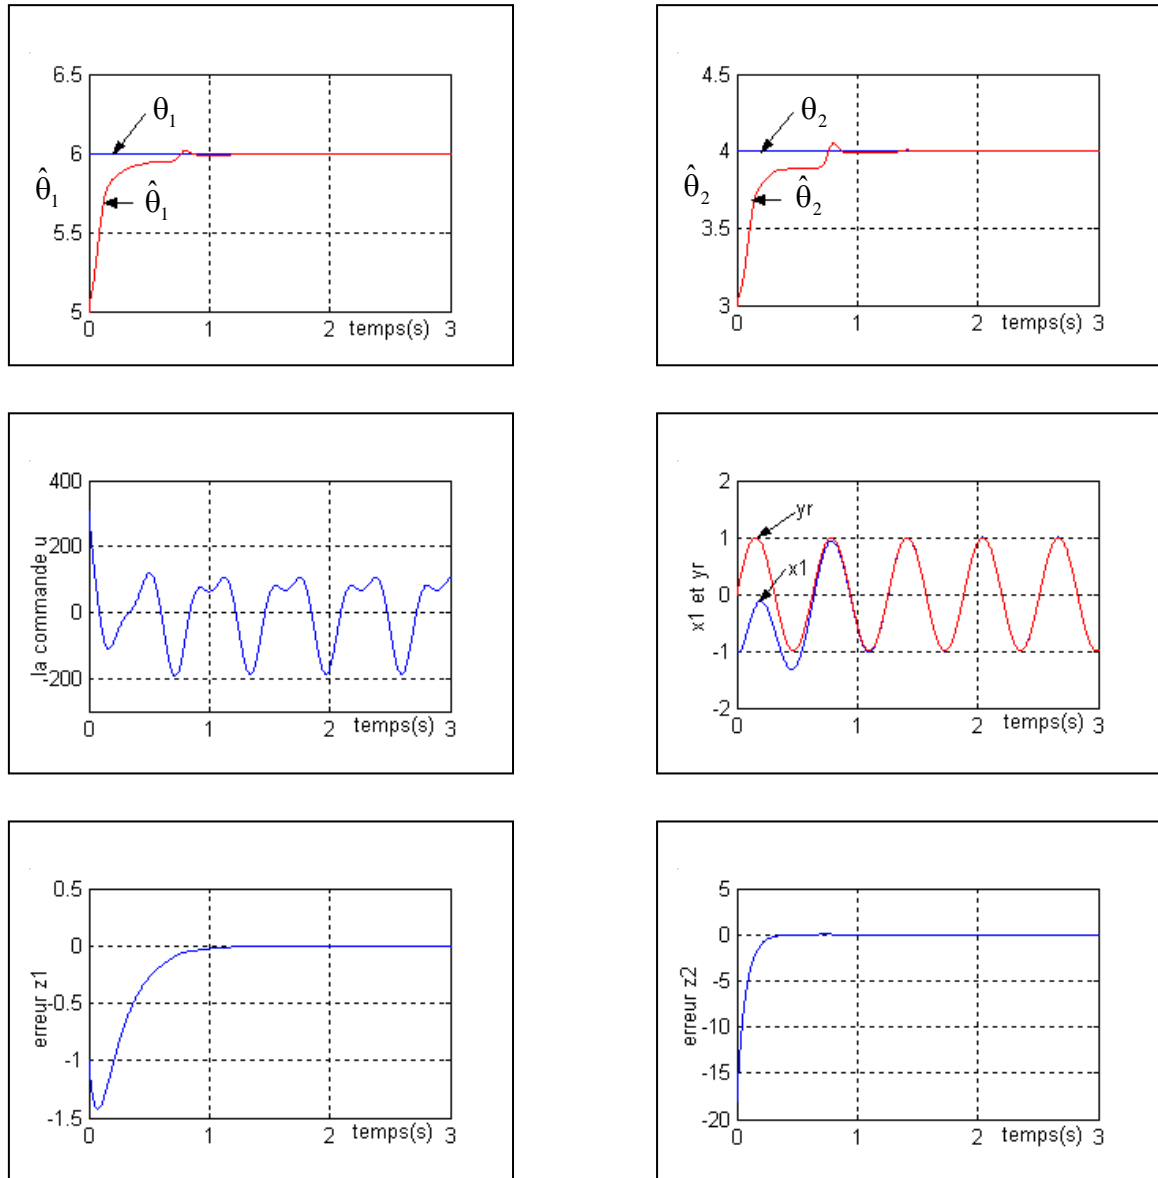 6.5
θ₁
6
θ̂₁
θ̂₁
5.5
5
0 1 2 temps(s) 3
4.5
θ₂
4
θ̂₂
θ̂₂
3.5
3
0 1 2 temps(s) 3
400
200
0
-200
la commande u
0 1 2 temps(s) 3
2
yr
1
x1
0
-1
-2
x1 et yr
0 1 2 temps(s) 3
0.5
0
-0.5
-1
-1.5
erreur z1
0 1 2 temps(s) 3
5
0
-5
-10
-15
-20
erreur z2
0 1 2 temps(s) 3